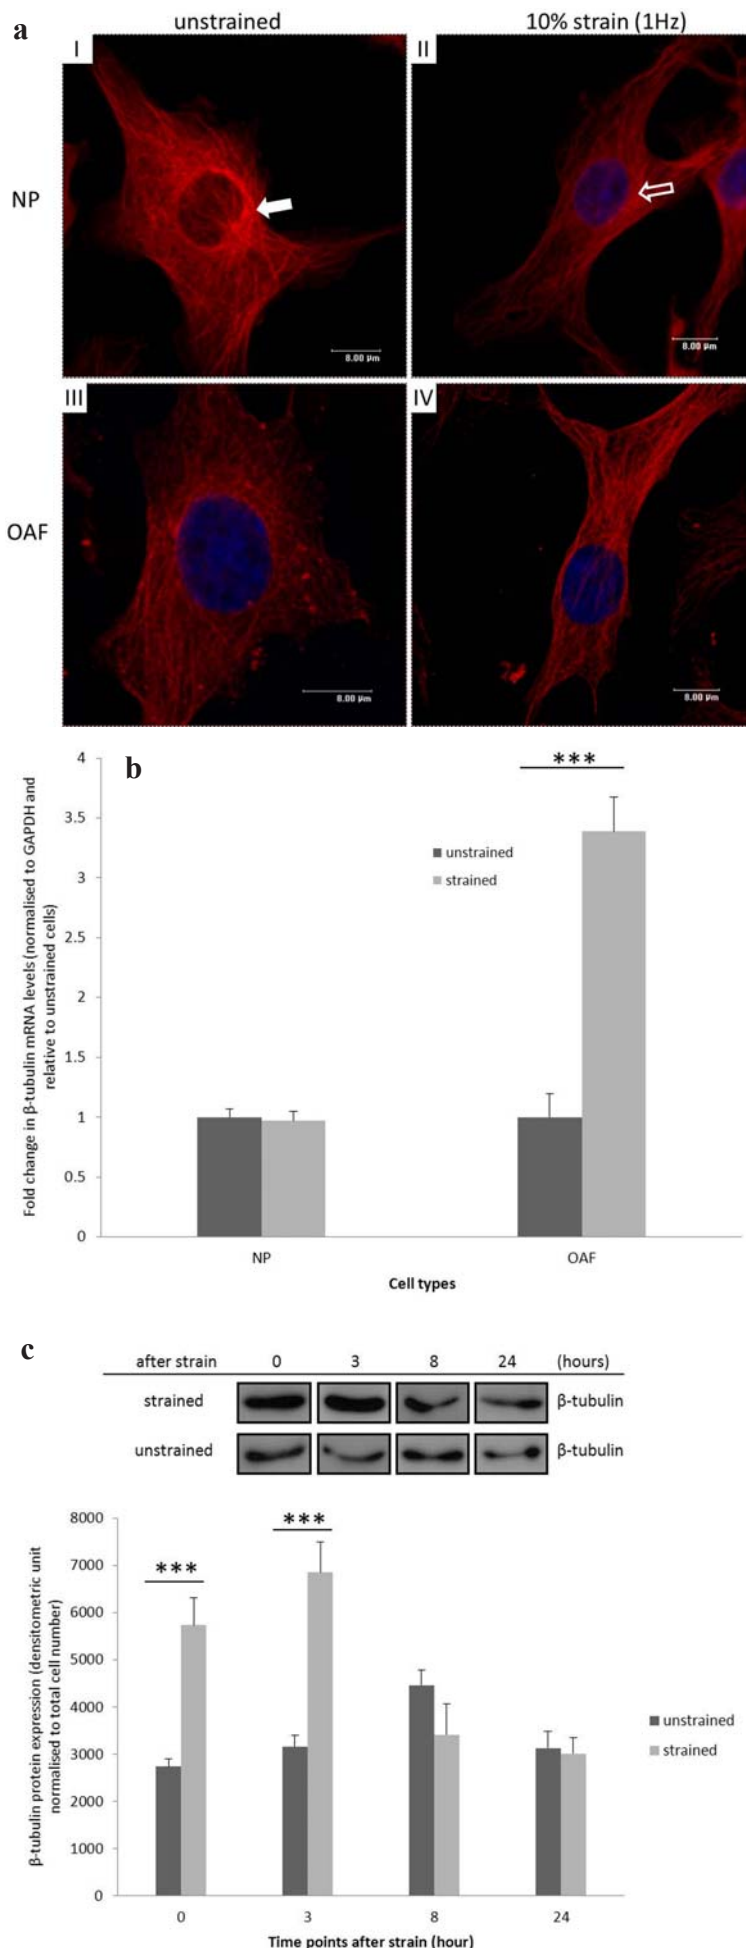 a
unstrained
10% strain (1Hz)
I
II
NP
8.00 µm
8.00 µm
III
IV
OAF
8.00 µm
8.00 µm
b
Fold change in β-tubulin mRNA levels (normalised to GAPDH and
relative to unstrained cells)
4
3.5
3
2.5
2
1.5
1
0.5
0
***
unstrained
strained
NP
OAF
Cell types
c
after strain 0 3 8 24 (hours)
strained β-tubulin
unstrained β-tubulin
β-tubulin protein expression (densitometric unit
normalised to total cell number)
8000
7000
6000
5000
4000
3000
2000
1000
0
***
***
unstrained
strained
0 3 8 24
Time points after strain (hour)